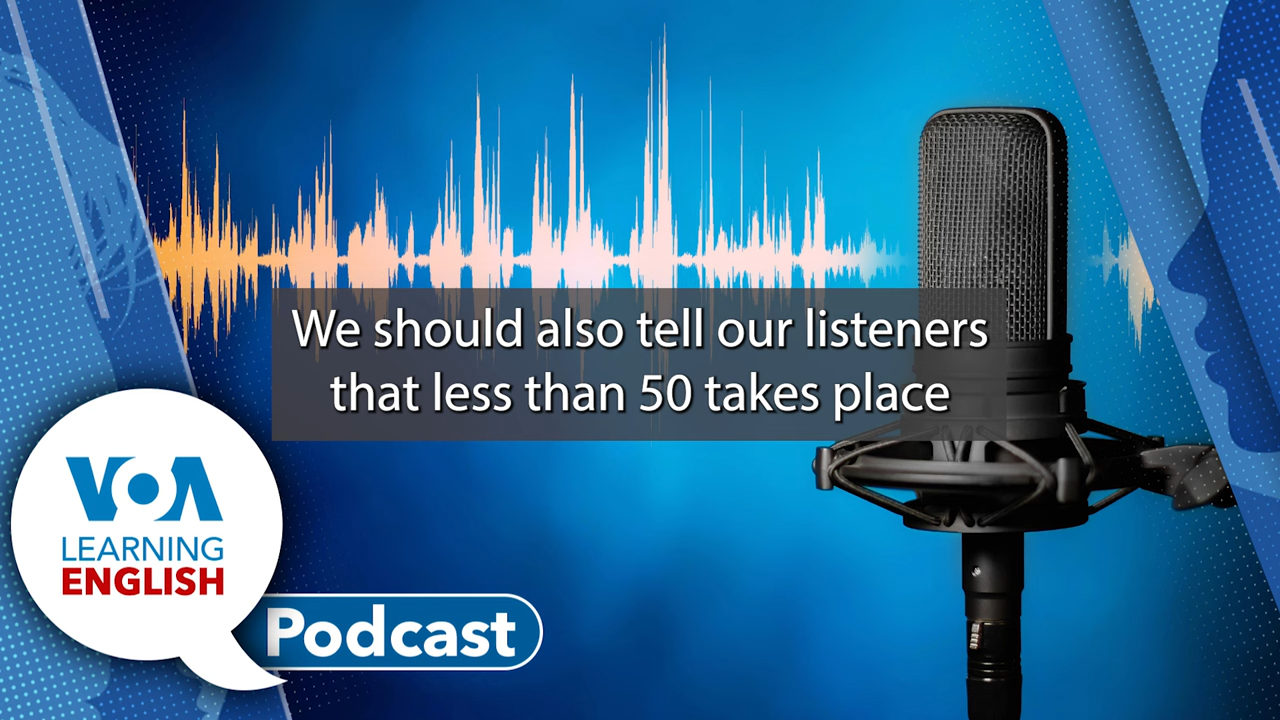 We should also tell our listeners
that less than 50 takes place
VOA
LEARNING
ENGLISH
Podcast